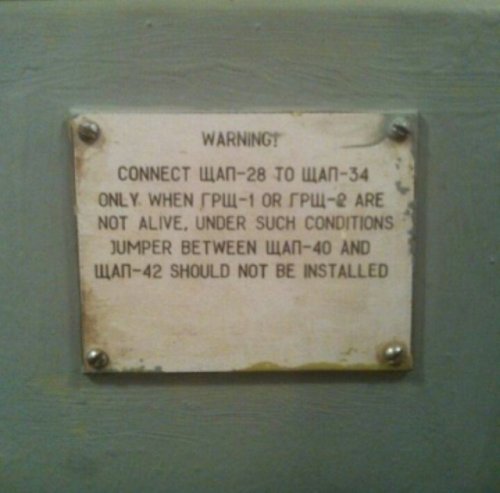 WARNING!
CONNECT ЩАП-28 TO ЩАП-34
ONLY WHEN ГРЩ-1 OR ГРЩ-2 ARE
NOT ALIVE, UNDER SUCH CONDITIONS
JUMPER BETWEEN ЩАП-40 AND
ЩАП-42 SHOULD NOT BE INSTALLED